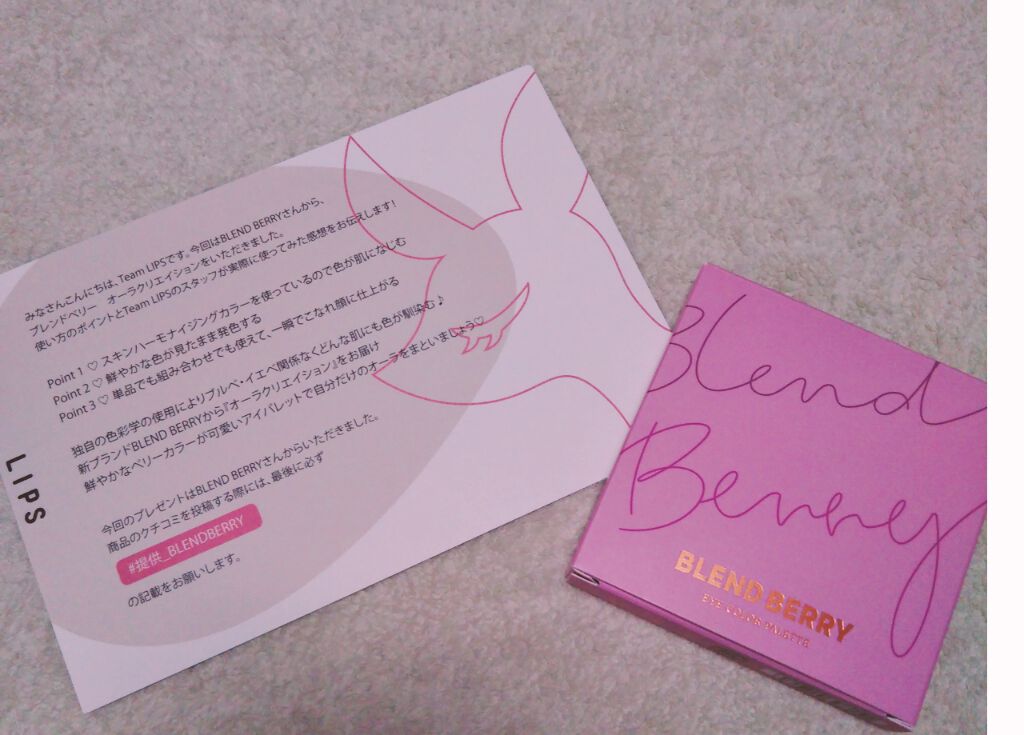 みなさんこんにちは、Team LIPSです。今回はBLEND BERRYさんから、
ブレンドベリー　オーラクリエイションをいただきました。
使い方のポイントとTeam LIPSのスタッフが実際に使ってみた感想をお伝えします!
Point 1 ♡ スキンハーモナイジングカラーを使っているので色が肌になじむ
Point 2 ♡ 鮮やかな色が見たまま発色する
Point 3 ♡ 単品でも組み合わせでも使えて、一瞬でこなれ顔に仕上がる
独自の色彩学の使用によりブルベ・イエベ関係なくどんな肌にも色が馴染む♪
新ブランドBLEND BERRYから『オーラクリエイション』をお届け
鮮やかなベリーカラーが可愛いアイパレットで自分だけのオーラをまといましょう♡
今回のプレゼントはBLEND BERRYさんからいただきました。
商品のクチコミを投稿する際には、最後に必ず
#提供_BLENDBERRY
の記載をお願いします。
LIPS
Blend
Berry
BLEND BERRY
EYE COLOR PALETTE